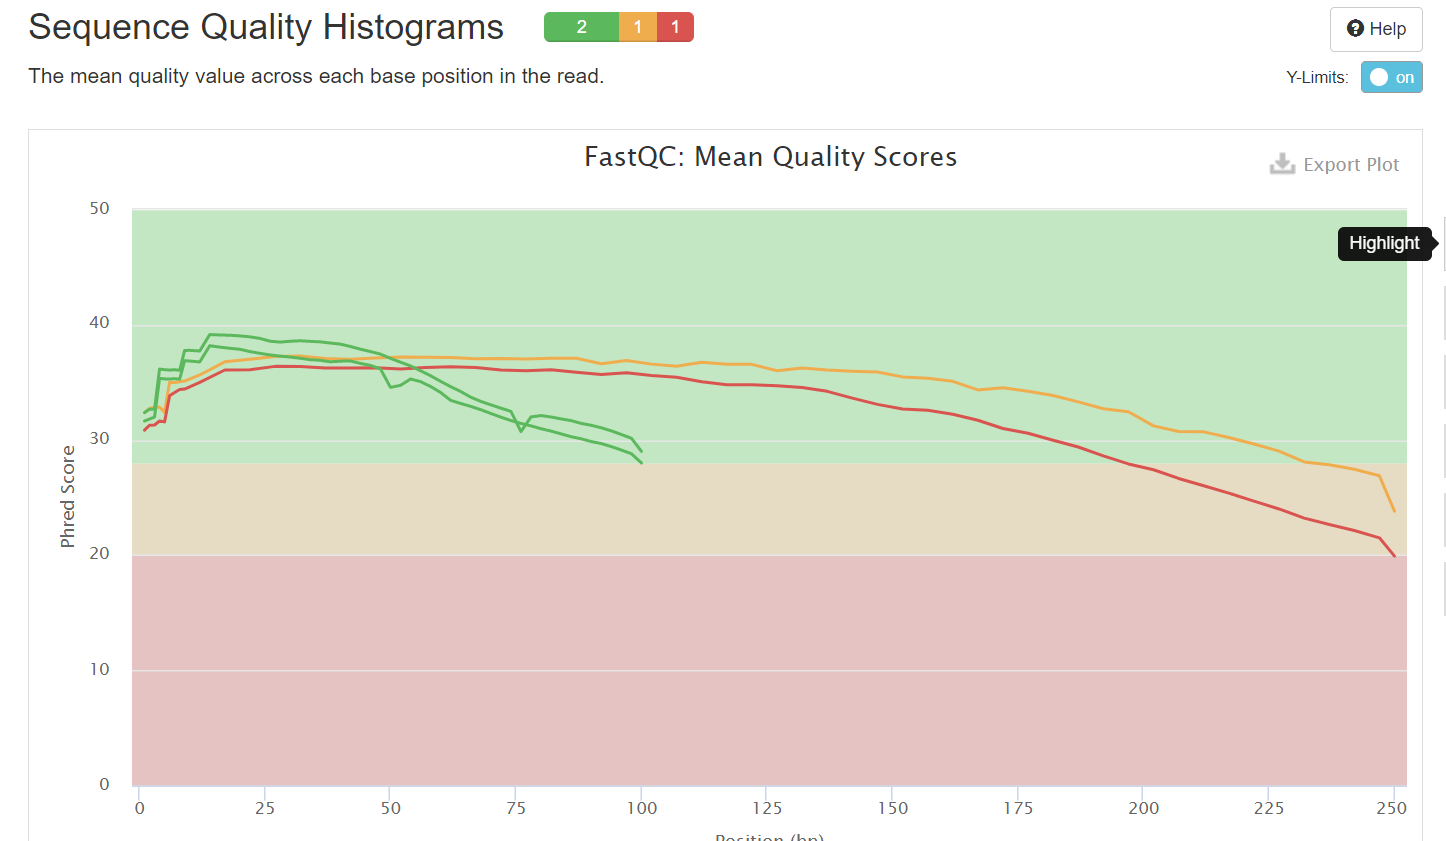 Sequence Quality Histograms 2 1 1
Help
The mean quality value across each base position in the read.
Y-Limits: on
FastQC: Mean Quality Scores
Export Plot
Highlight
50
40
30
20
10
0
Phred Score
0 25 50 75 100 125 150 175 200 225 250
Position (bp)